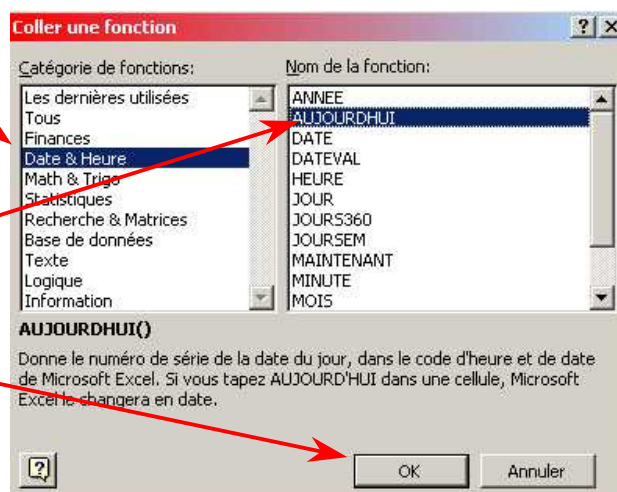 Coller une fonction
Catégorie de fonctions:
Les dernières utilisées
Tous
Finances
Date & Heure
Math & Trigo
Statistiques
Recherche & Matrices
Base de données
Texte
Logique
Information
Nom de la fonction:
ANNEE
AUJOURDHUI
DATE
DATEVAL
HEURE
JOUR
JOURS360
JOURSEM
MAINTENANT
MINUTE
MOIS
AUJOURDHUI()
Donne le numéro de série de la date du jour, dans le code d'heure et de date
de Microsoft Excel. Si vous tapez AUJOURD'HUI dans une cellule, Microsoft
Excel le changera en date.
OK
Annuler